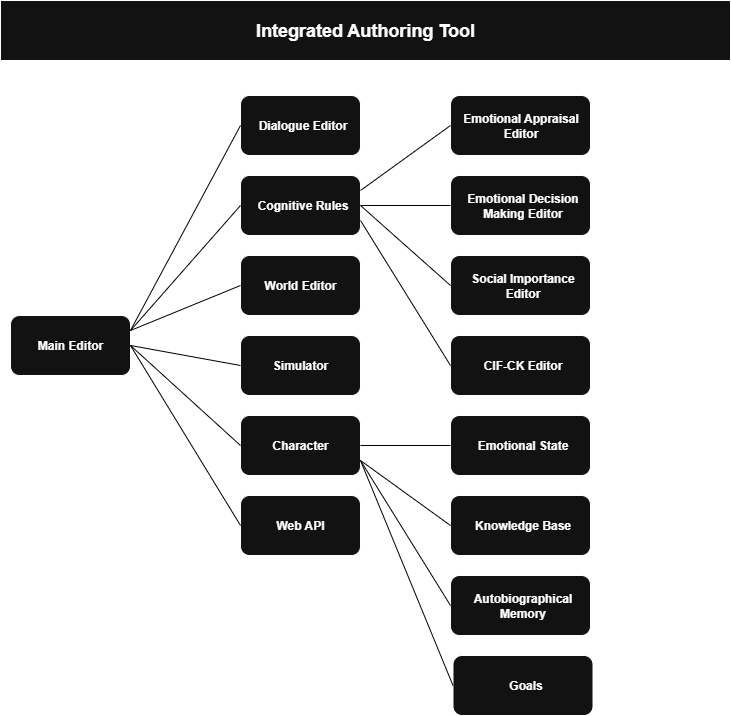 Integrated Authoring Tool
Main Editor
Dialogue Editor
Cognitive Rules
World Editor
Simulator
Character
Web API
Emotional Appraisal
Editor
Emotional Decision
Making Editor
Social Importance
Editor
CIF-CK Editor
Emotional State
Knowledge Base
Autobiographical
Memory
Goals